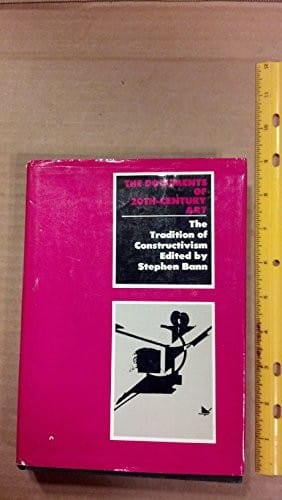 THE DOCUMENTS
OF
20TH-CENTURY
ART
The
Tradition of
Constructivism
Edited by
Stephen Bann